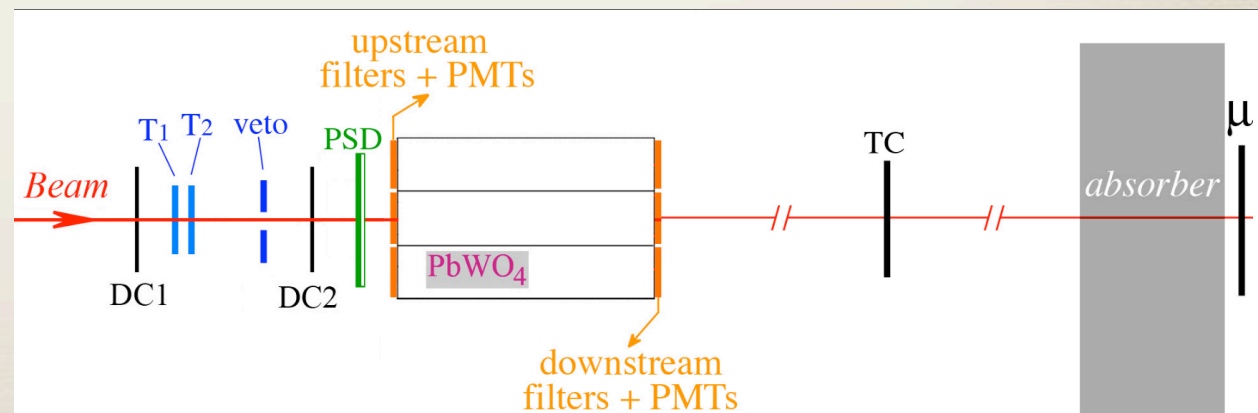 upstream
filters + PMTs
T1 T2 veto
PSD
TC
μ
Beam
absorber
PbWO4
DC1
DC2
downstream
filters + PMTs